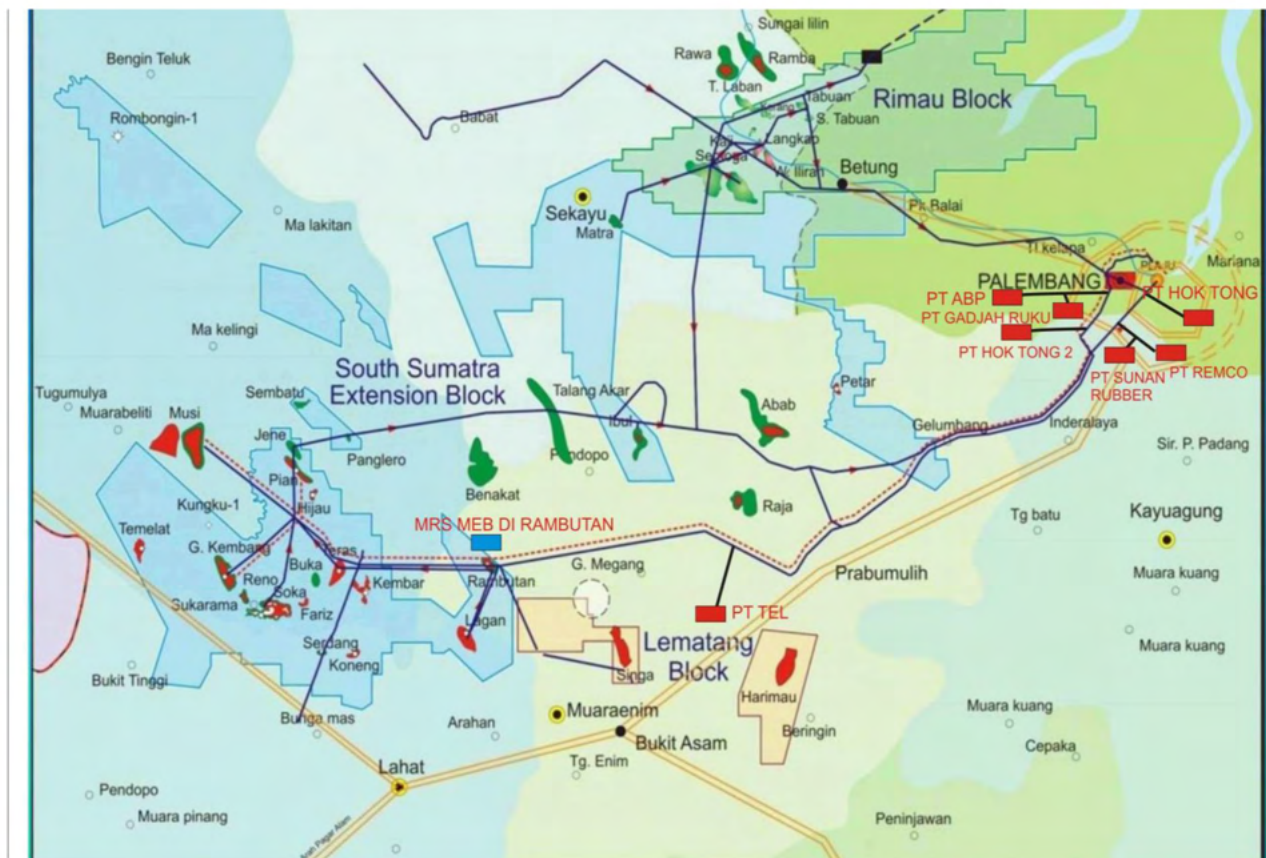 Sungai lilin
Bengin Teluk
Rawa
Ramba
T. Laban
Rimau Block
Tabuan
Rombongin-1
Babat
S. Tabuan
Kaji
Langkap
Betung
Sekayu
Pk Balai
Matra
Ma lakitan
Tl kelapa
Mariana
PALEMBANG
PLAJU
PT HOK TONG
PT ABP
PT GADJAH RUKU
Ma kelingi
PT HOK TONG 2
PT SUNAN
RUBBER
PT REMCO
South Sumatra
Extension Block
Sembatu
Talang Akar
Petar
Tugumulya
Musi
Abab
Muarabeliti
Jene
Ibul
Gelumbang
Inderalaya
Panglero
Sir. P. Padang
Pian
Pendopo
Benakat
Hijau
Raja
Kungku-1
MRS MEB DI RAMBUTAN
Tg batu
Kayuagung
Temelat
G. Kembang
Teras
Buka
Reno
Kembar
Rambutan
G. Megang
Prabumulih
Muara kuang
Soka
Sukarama
Fariz
PT TEL
Lagan
Lematang
Block
Serdang
Koneng
Singa
Muara kuang
Bukit Tinggi
Harimau
Bunga mas
Arahan
Muaraenim
Beringin
Muara kuang
Bukit Asam
Cepaka
Lahat
Tg. Enim
Pendopo
Muara pinang
Peninjawan